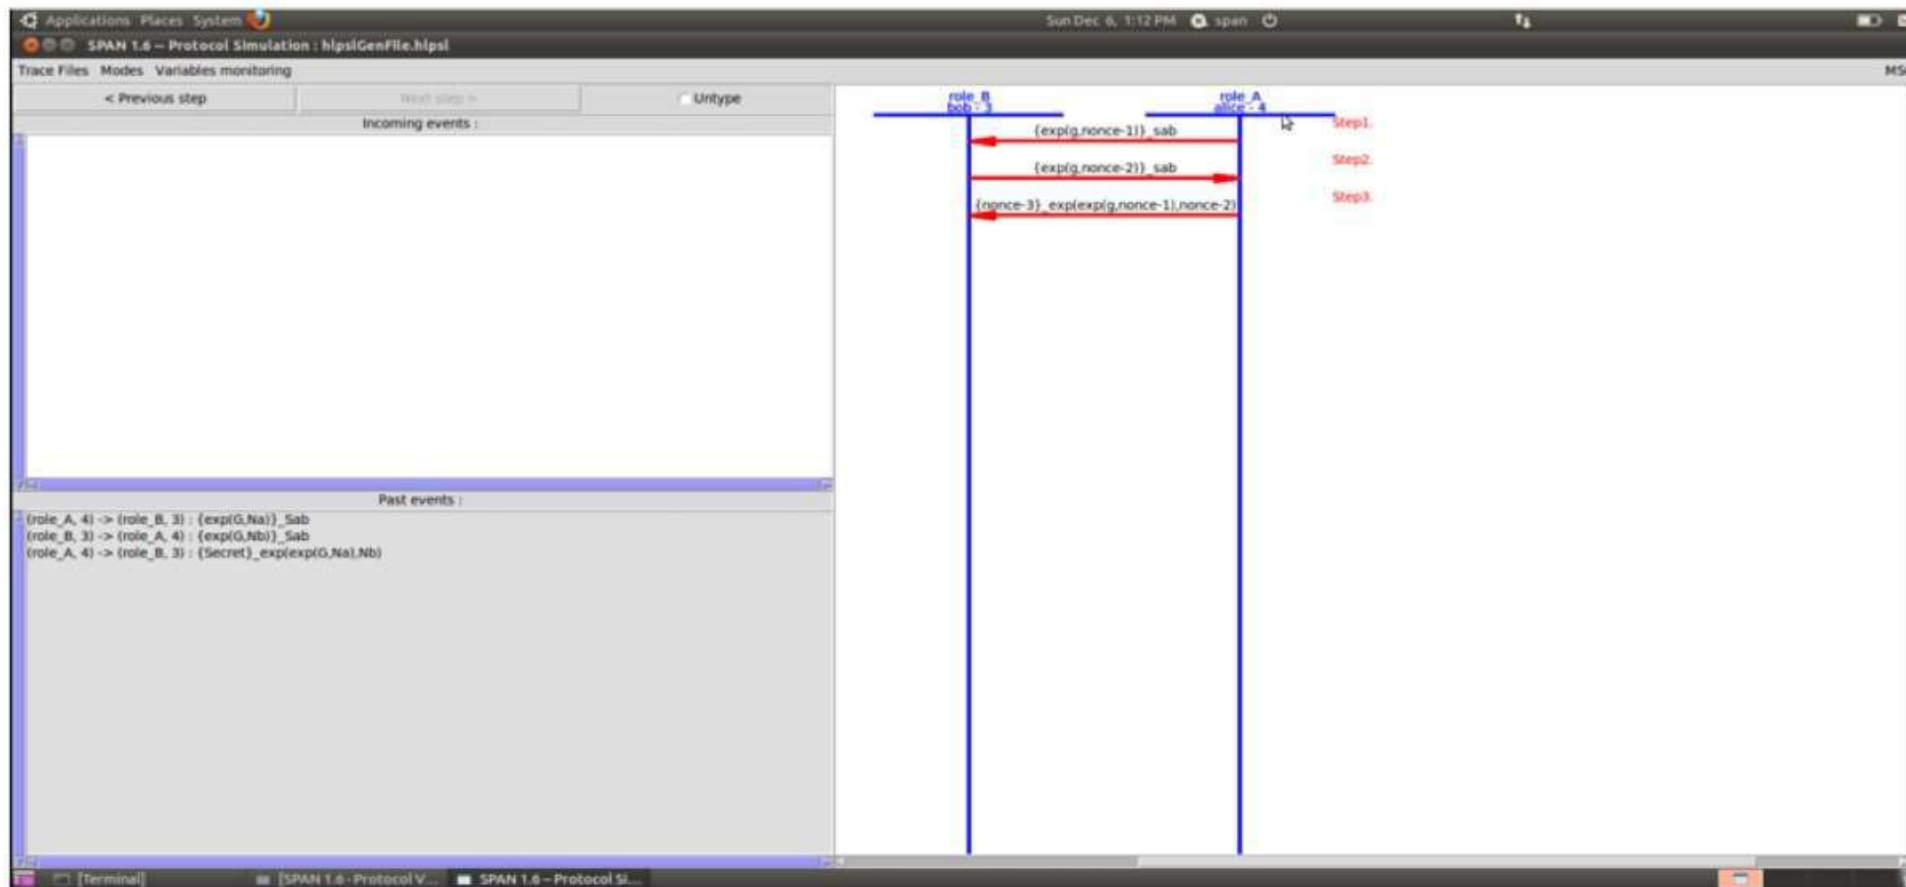 Applications Places System
Sun Dec 6, 1:12 PM span
SPAN 1.6 – Protocol Simulation : hlpslGenFile.hlpsl
Trace Files Modes Variables monitoring
MS
< Previous step
Next step >
Untype
Incoming events :
role_B
bob - 3
role_A
alice - 4
{exp(g,nonce-1)}_sab
Step1.
{exp(g,nonce-2)}_sab
Step2.
{nonce-3}_exp(exp(g,nonce-1),nonce-2)
Step3.
Past events :
(role_A, 4) -> (role_B, 3) : {exp(G,Na)}_Sab
(role_B, 3) -> (role_A, 4) : {exp(G,Nb)}_Sab
(role_A, 4) -> (role_B, 3) : {Secret}_exp(exp(G,Na),Nb)
[Terminal]
[SPAN 1.6 - Protocol V...
SPAN 1.6 – Protocol Si...